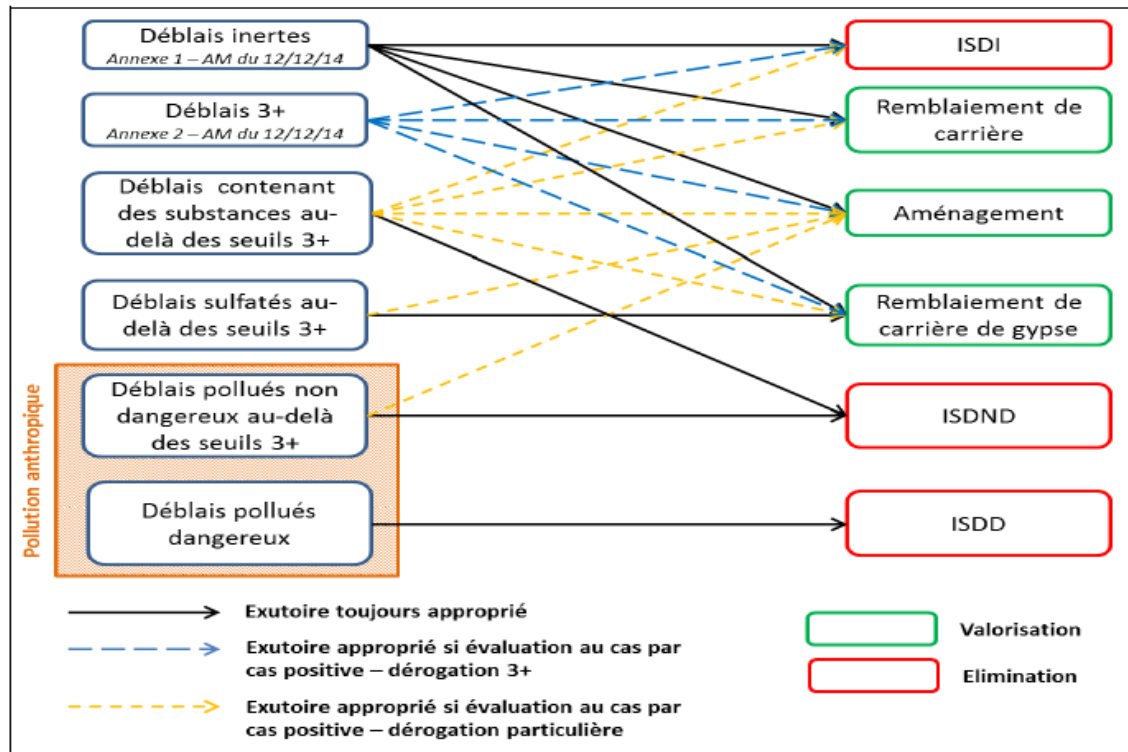 Déblais inertes
Annexe 1 – AM du 12/12/14
Déblais 3+
Annexe 2 – AM du 12/12/14
Déblais contenant
des substances au-
delà des seuils 3+
Déblais sulfatés au-
delà des seuils 3+
Pollution anthropique
Déblais pollués non
dangereux au-delà
des seuils 3+
Déblais pollués
dangereux
ISDI
Remblaiement de
carrière
Aménagement
Remblaiement de
carrière de gypse
ISDND
ISDD
Exutoire toujours approprié
Exutoire approprié si évaluation au cas par
cas positive – dérogation 3+
Exutoire approprié si évaluation au cas par
cas positive – dérogation particulière
Valorisation
Elimination